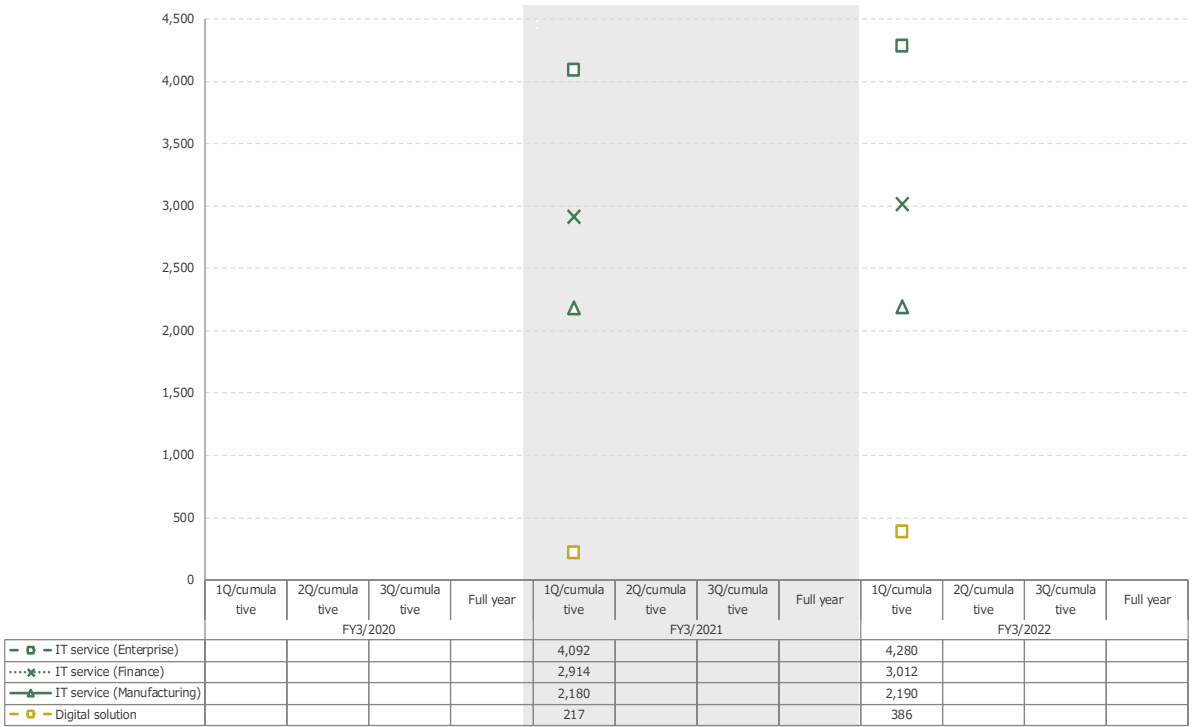 4,500
4,000
3,500
3,000
2,500
2,000
1,500
1,000
500
0
1Q/cumula 2Q/cumula 3Q/cumula Full year 1Q/cumula 2Q/cumula 3Q/cumula Full year 1Q/cumula 2Q/cumula 3Q/cumula Full year
tive tive tive tive tive tive tive tive tive
FY3/2020 FY3/2021 FY3/2022
IT service (Enterprise) 4,092 4,280
IT service (Finance) 2,914 3,012
IT service (Manufacturing) 2,180 2,190
Digital solution 217 386